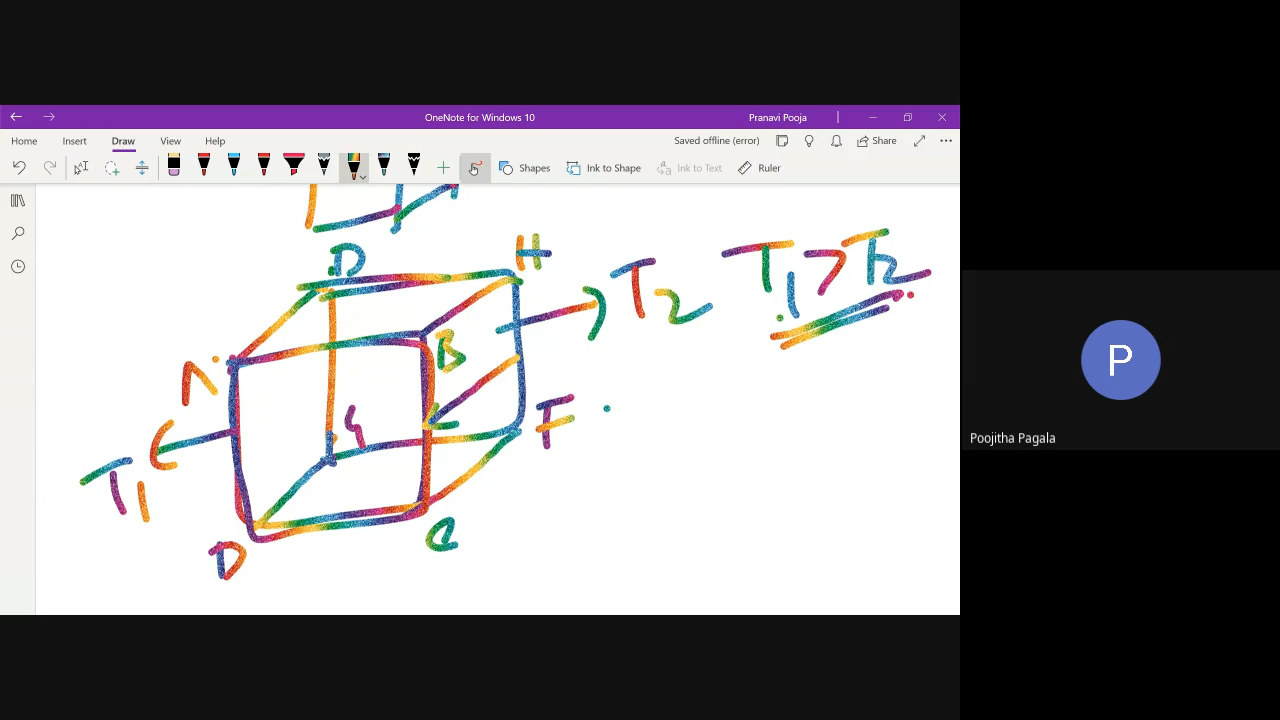 OneNote for Windows 10
Pranavi Pooja
Home Insert Draw View Help
Saved offline (error)
Share
Shapes
Ink to Shape
Ink to Text
Ruler
D
H
T2
T1 > T2
A
B
G
E
F
T1
D
C
P
Poojitha Pagala